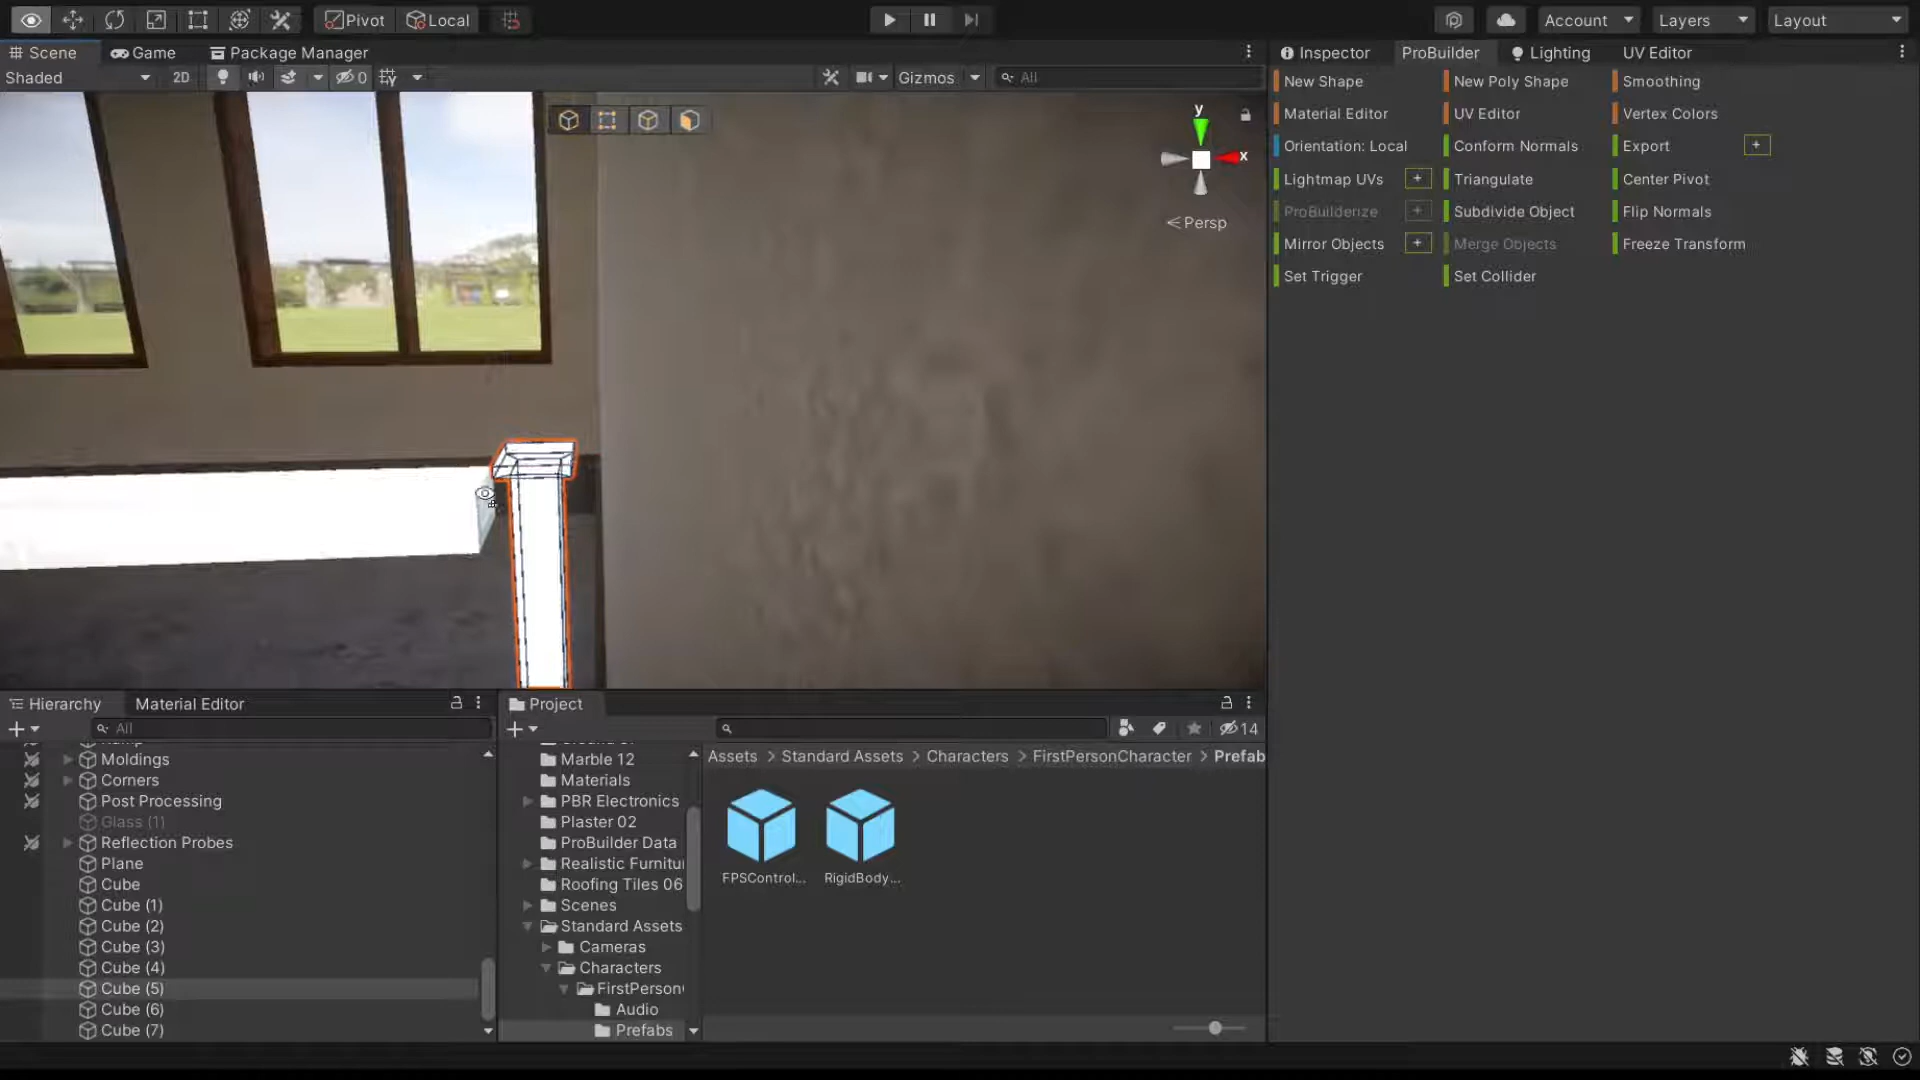 Pivot Local Account Layers Layout
Scene Game Package Manager Inspector ProBuilder Lighting UV Editor
Shaded 2D 0 Gizmos All
New Shape New Poly Shape Smoothing
Material Editor UV Editor Vertex Colors
Orientation: Local Conform Normals Export +
Lightmap UVs + Triangulate Center Pivot
ProBuilderize + Subdivide Object Flip Normals
Mirror Objects + Merge Objects Freeze Transform
Set Trigger Set Collider
y
x
< Persp
Hierarchy Material Editor
+ All
Moldings
Corners
Post Processing
Glass (1)
Reflection Probes
Plane
Cube
Cube (1)
Cube (2)
Cube (3)
Cube (4)
Cube (5)
Cube (6)
Cube (7)
Project
+ 14
Marble 12
Materials
PBR Electronics
Plaster 02
ProBuilder Data
Realistic Furnitu
Roofing Tiles 06
Scenes
Standard Assets
Cameras
Characters
FirstPerson
Audio
Prefabs
Assets > Standard Assets > Characters > FirstPersonCharacter > Prefab
FPSControl... RigidBody...